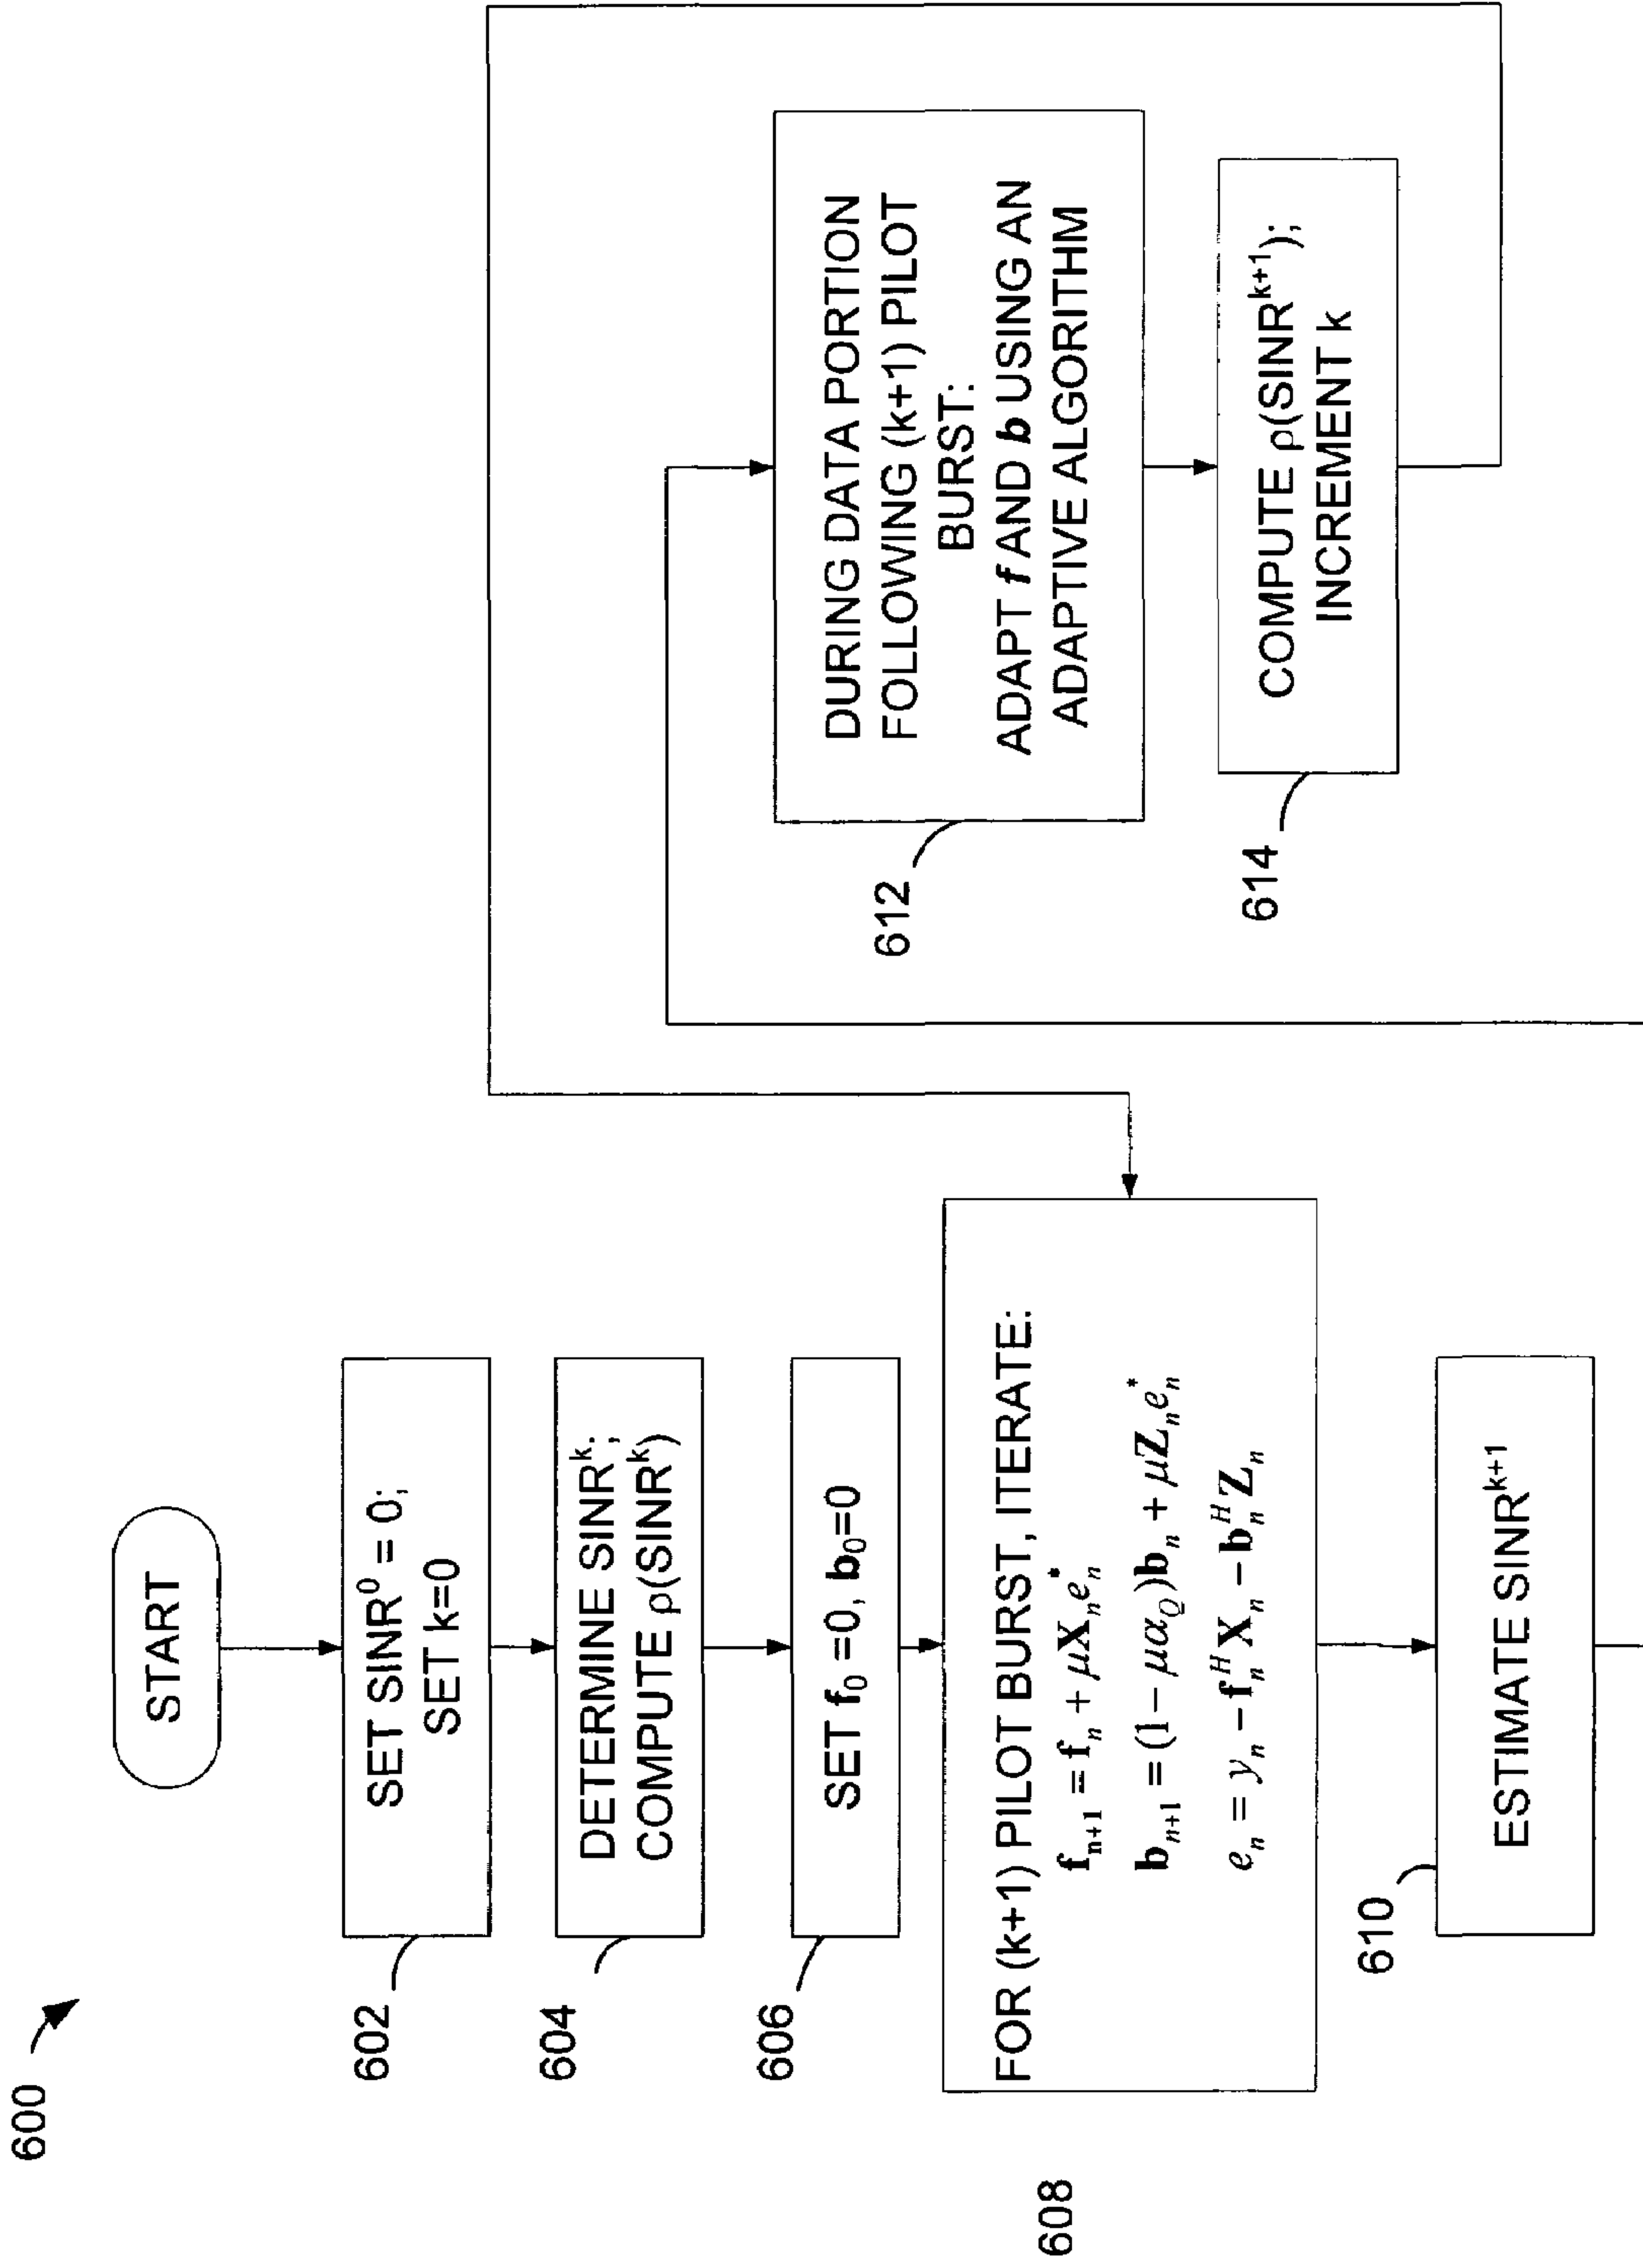 600
START
602
SET SINR⁰ = 0;
SET k=0
604
DETERMINE SINRᵏ;
COMPUTE ρ(SINRᵏ)
606
SET f₀ =0, b₀=0
608
FOR (k+1) PILOT BURST, ITERATE:
fₙ₊₁ = fₙ + μXₙeₙ*
bₙ₊₁ = (1 − μα_Q)bₙ + μZₙeₙ*
eₙ = yₙ − fₙᴴXₙ − bₙᴴZₙ
610
ESTIMATE SINRᵏ⁺¹
612
DURING DATA PORTION
FOLLOWING (k+1) PILOT
BURST:
ADAPT f AND b USING AN
ADAPTIVE ALGORITHM
614
COMPUTE ρ(SINRᵏ⁺¹);
INCREMENT k